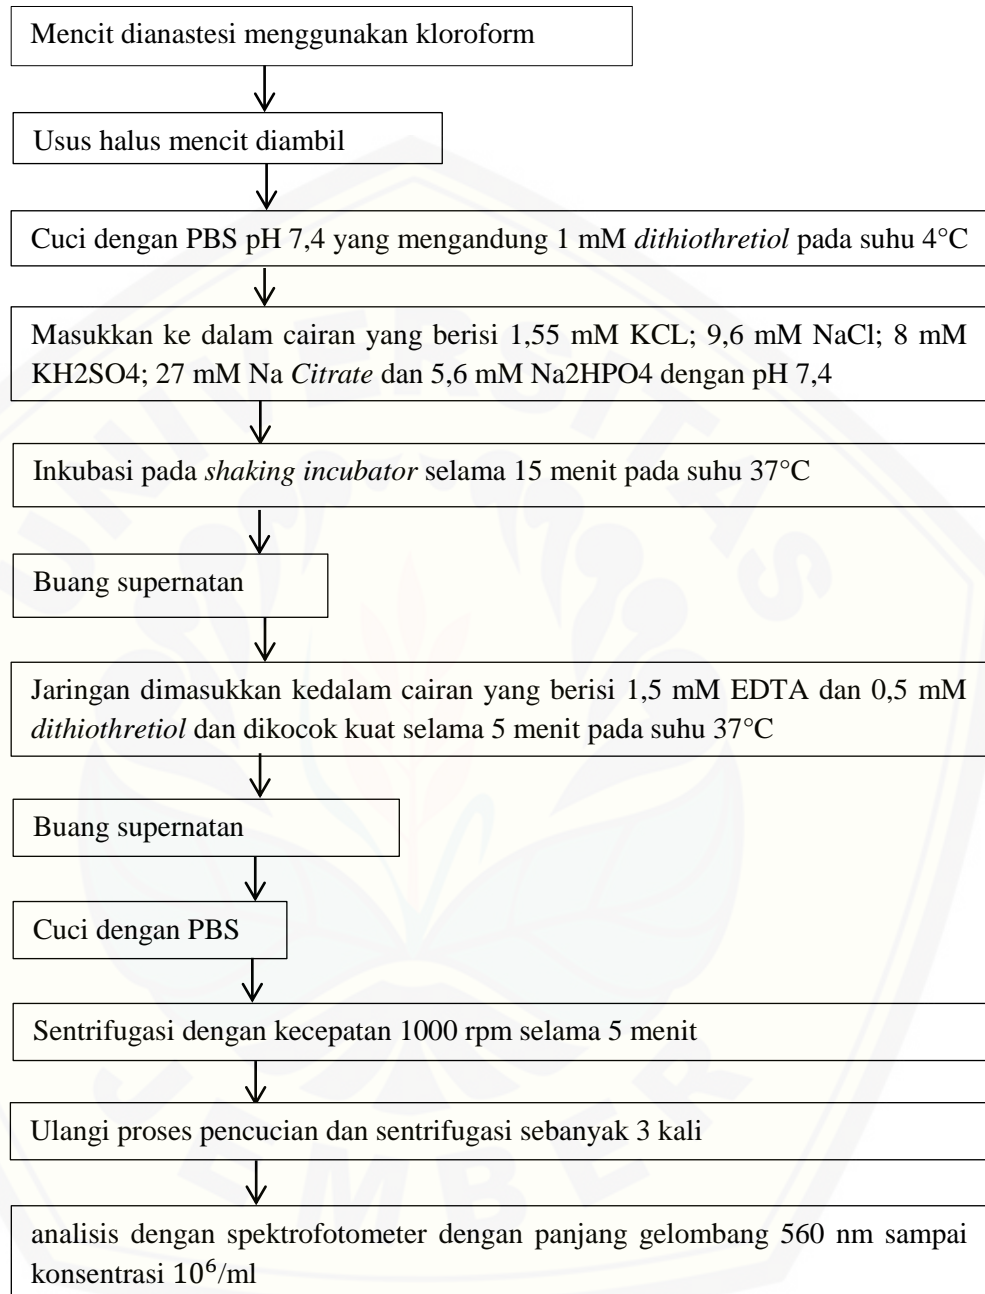 Mencit dianastesi menggunakan kloroform
Usus halus mencit diambil
Cuci dengan PBS pH 7,4 yang mengandung 1 mM dithiothretiol pada suhu 4°C
Masukkan ke dalam cairan yang berisi 1,55 mM KCL; 9,6 mM NaCl; 8 mM
KH2SO4; 27 mM Na Citrate dan 5,6 mM Na2HPO4 dengan pH 7,4
Inkubasi pada shaking incubator selama 15 menit pada suhu 37°C
Buang supernatan
Jaringan dimasukkan kedalam cairan yang berisi 1,5 mM EDTA dan 0,5 mM
dithiothretiol dan dikocok kuat selama 5 menit pada suhu 37°C
Buang supernatan
Cuci dengan PBS
Sentrifugasi dengan kecepatan 1000 rpm selama 5 menit
Ulangi proses pencucian dan sentrifugasi sebanyak 3 kali
analisis dengan spektrofotometer dengan panjang gelombang 560 nm sampai
konsentrasi 10⁶/ml
UNIVERSITAS
JEMBER